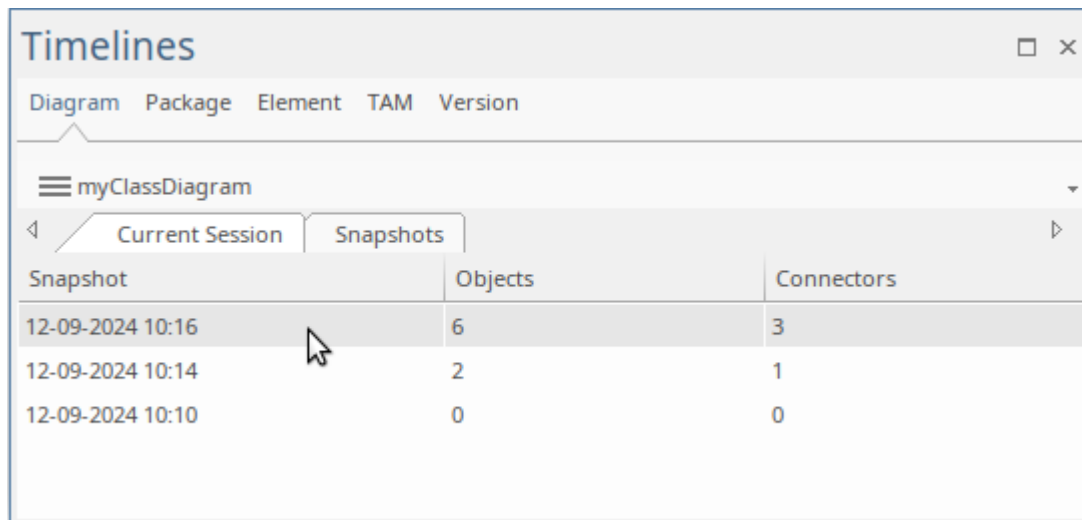 Timelines
Diagram Package Element TAM Version
myClassDiagram
Current Session Snapshots
Snapshot Objects Connectors
12-09-2024 10:16 6 3
12-09-2024 10:14 2 1
12-09-2024 10:10 0 0